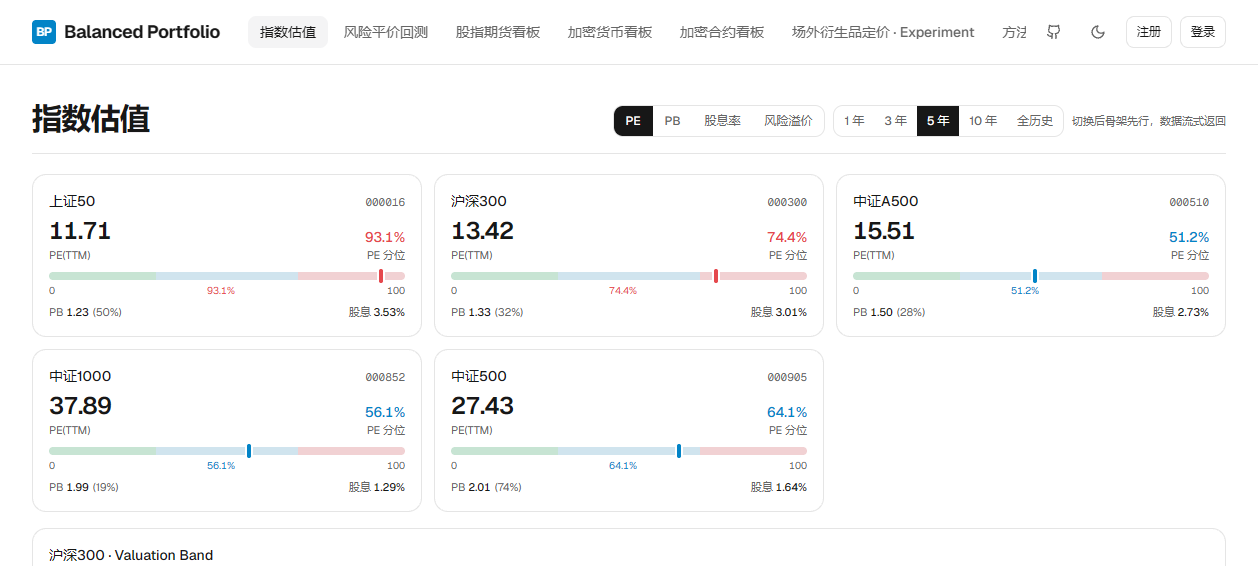 BP Balanced Portfolio 指数估值 风险平价回测 股指期货看板 加密货币看板 加密合约看板 场外衍生品定价 · Experiment 方法 注册 登录
指数估值 PE PB 股息率 风险溢价 1 年 3 年 5 年 10 年 全历史 切换后骨架先行，数据流式返回
上证50 000016
11.71 93.1%
PE(TTM) PE 分位
0 93.1% 100
PB 1.23 (50%) 股息 3.53%
沪深300 000300
13.42 74.4%
PE(TTM) PE 分位
0 74.4% 100
PB 1.33 (32%) 股息 3.01%
中证A500 000510
15.51 51.2%
PE(TTM) PE 分位
0 51.2% 100
PB 1.50 (28%) 股息 2.73%
中证1000 000852
37.89 56.1%
PE(TTM) PE 分位
0 56.1% 100
PB 1.99 (19%) 股息 1.29%
中证500 000905
27.43 64.1%
PE(TTM) PE 分位
0 64.1% 100
PB 2.01 (74%) 股息 1.64%
沪深300 · Valuation Band